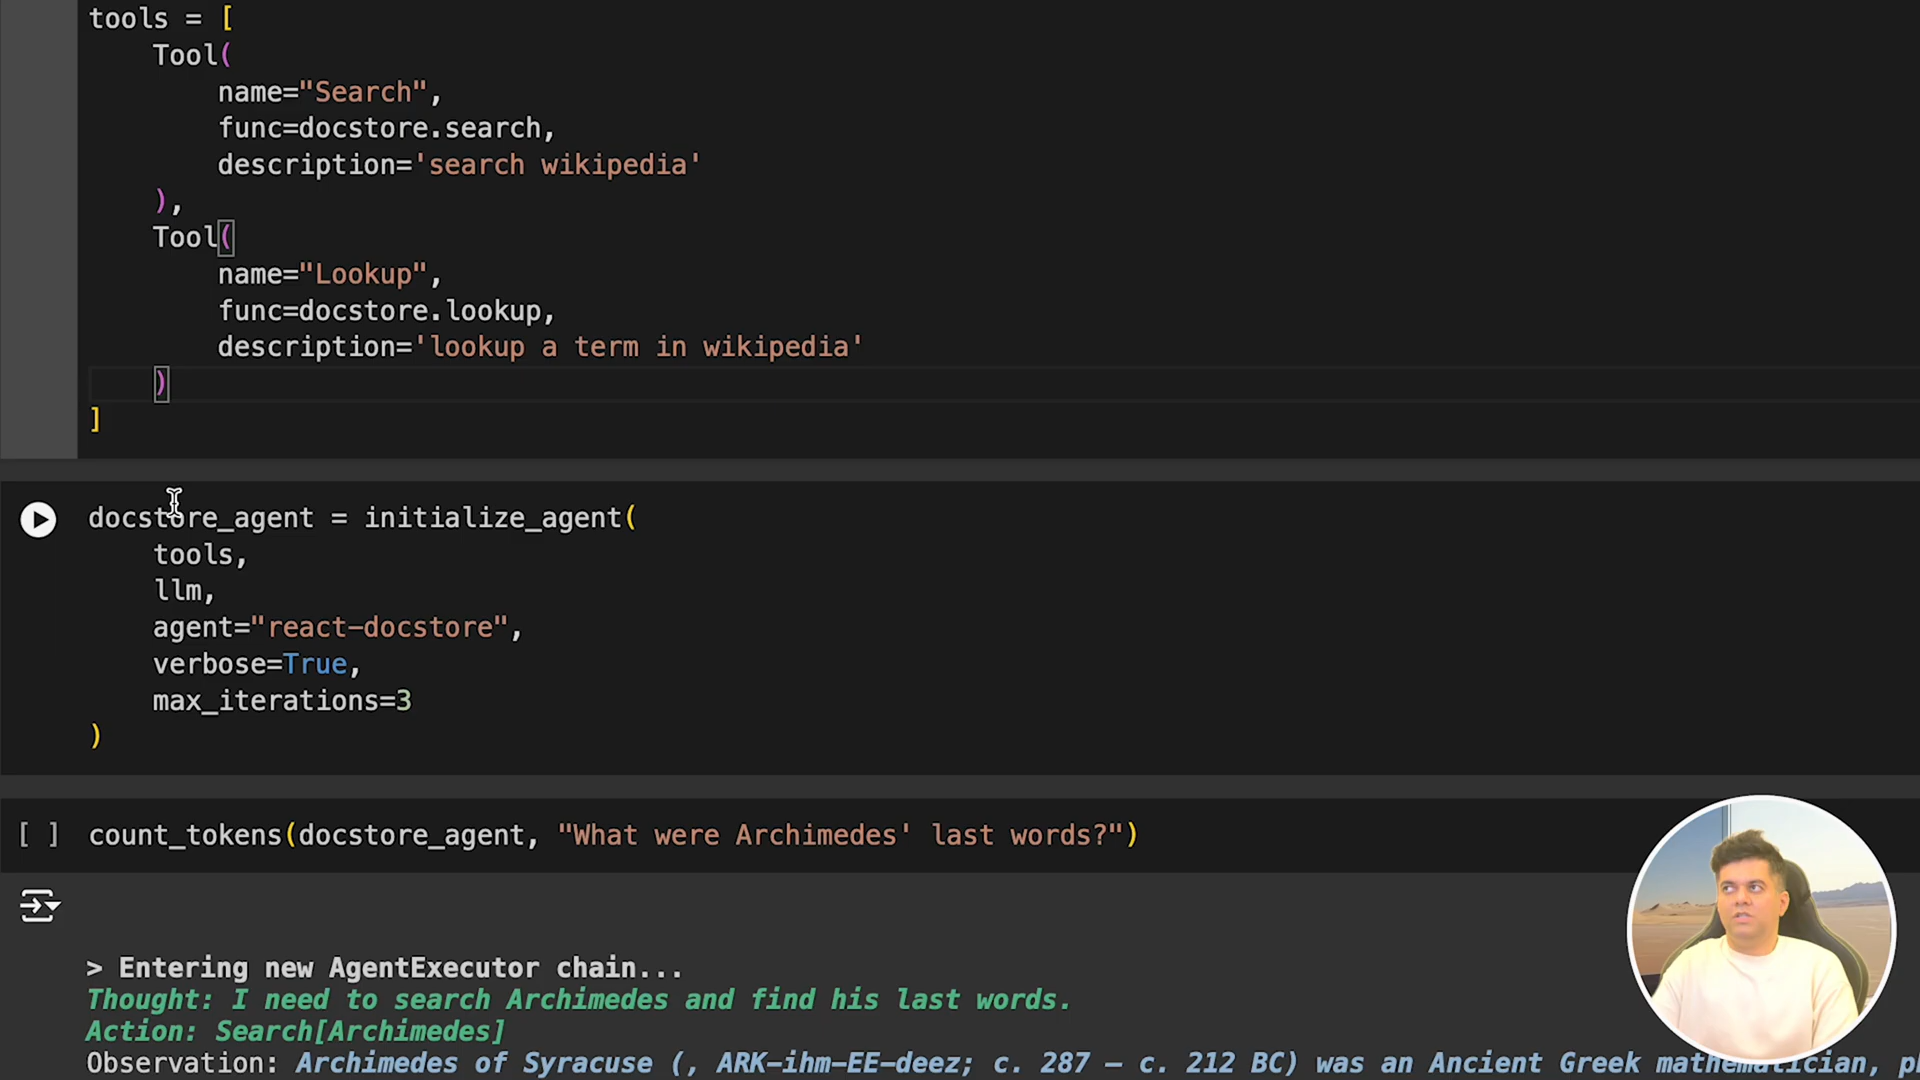 tools = [
    Tool(
        name="Search",
        func=docstore.search,
        description='search wikipedia'
    ),
    Tool(
        name="Lookup",
        func=docstore.lookup,
        description='lookup a term in wikipedia'
    )
]
docstore_agent = initialize_agent(
    tools,
    llm,
    agent="react-docstore",
    verbose=True,
    max_iterations=3
)
[ ] count_tokens(docstore_agent, "What were Archimedes' last words?")
> Entering new AgentExecutor chain...
Thought: I need to search Archimedes and find his last words.
Action: Search[Archimedes]
Observation: Archimedes of Syracuse (, ARK-ihm-EE-deez; c. 287 – c. 212 BC) was an Ancient Greek mathematician,